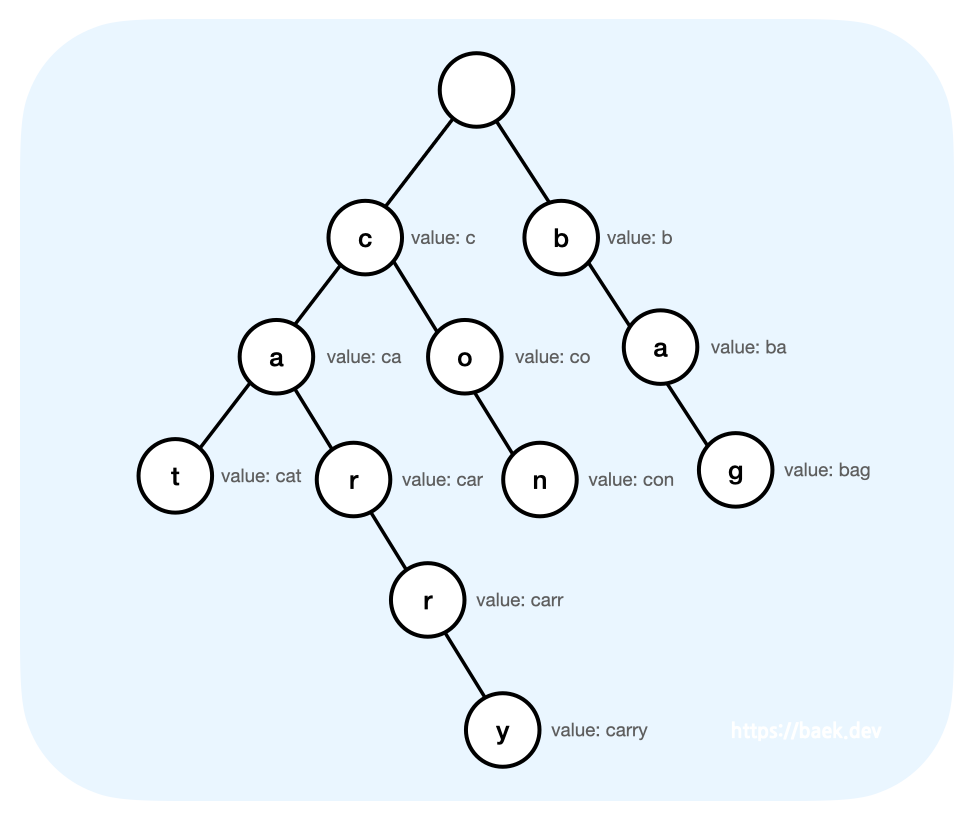 c value: c
b value: b
a value: ca
o value: co
a value: ba
t value: cat
r value: car
n value: con
g value: bag
r value: carr
y value: carry
https://baek.dev